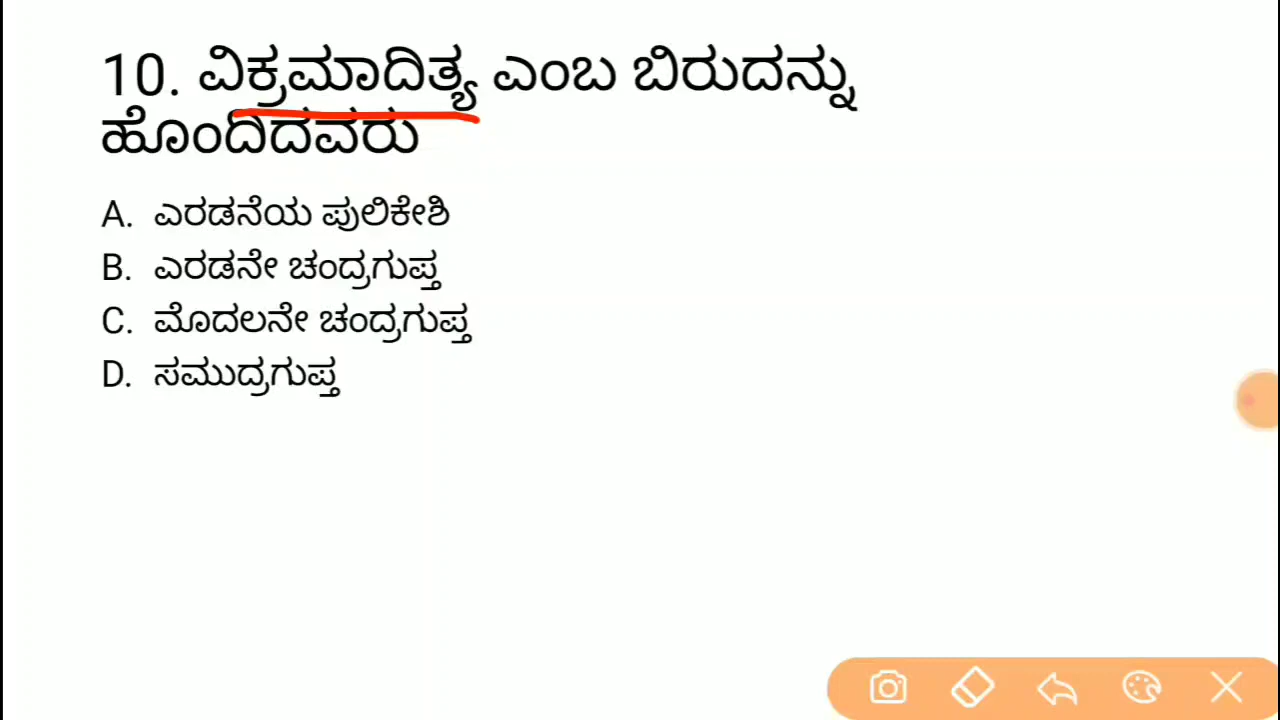 10. ವಿಕ್ರಮಾದಿತ್ಯ ಎಂಬ ಬಿರುದನ್ನು
ಹೊಂದಿದವರು
A. ಎರಡನೆಯ ಪುಲಿಕೇಶಿ
B. ಎರಡನೇ ಚಂದ್ರಗುಪ್ತ
C. ಮೊದಲನೇ ಚಂದ್ರಗುಪ್ತ
D. ಸಮುದ್ರಗುಪ್ತ